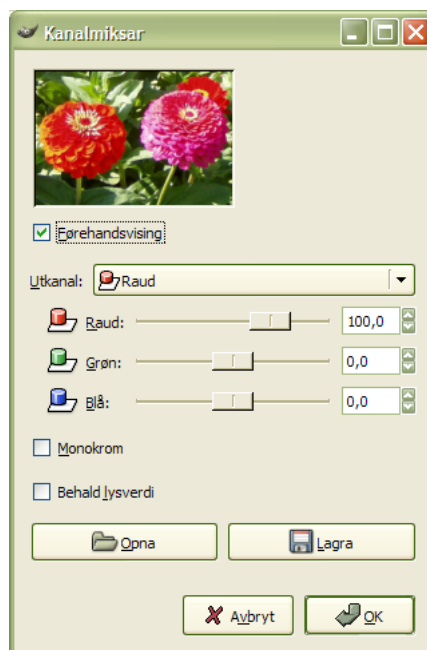 Kanalmiksar
Førehandsvising
Utkanal: Raud
Raud: 100,0
Grøn: 0,0
Blå: 0,0
Monokrom
Behald lysverdi
Opna Lagra
Avbryt OK